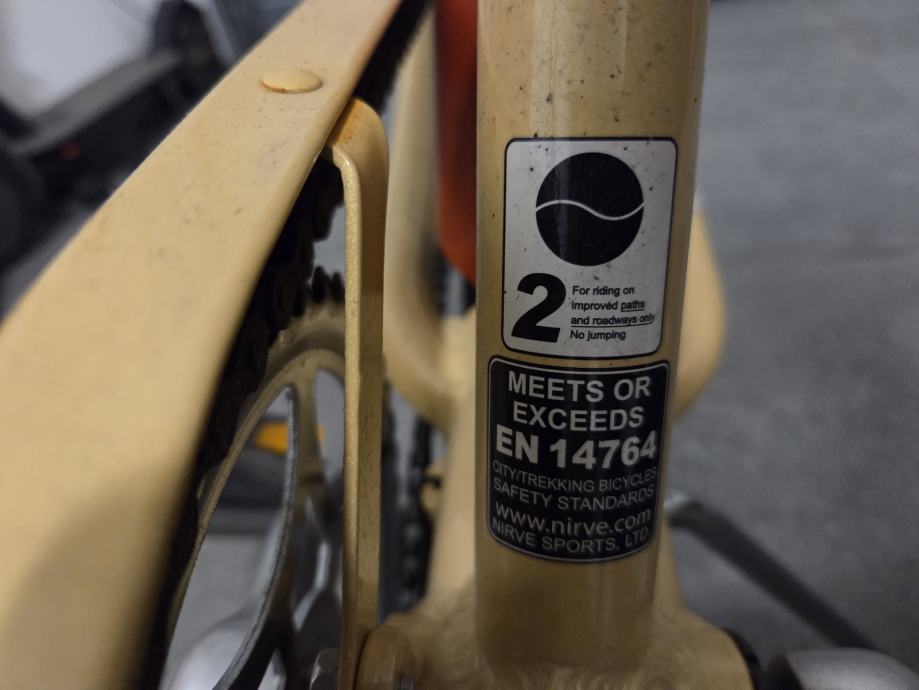 2
For riding on
improved paths
and roadways only
No jumping
MEETS OR
EXCEEDS
EN 14764
CITY/TREKKING BICYCLES
SAFETY STANDARDS
www.nirve.com
NIRVE SPORTS, LTD